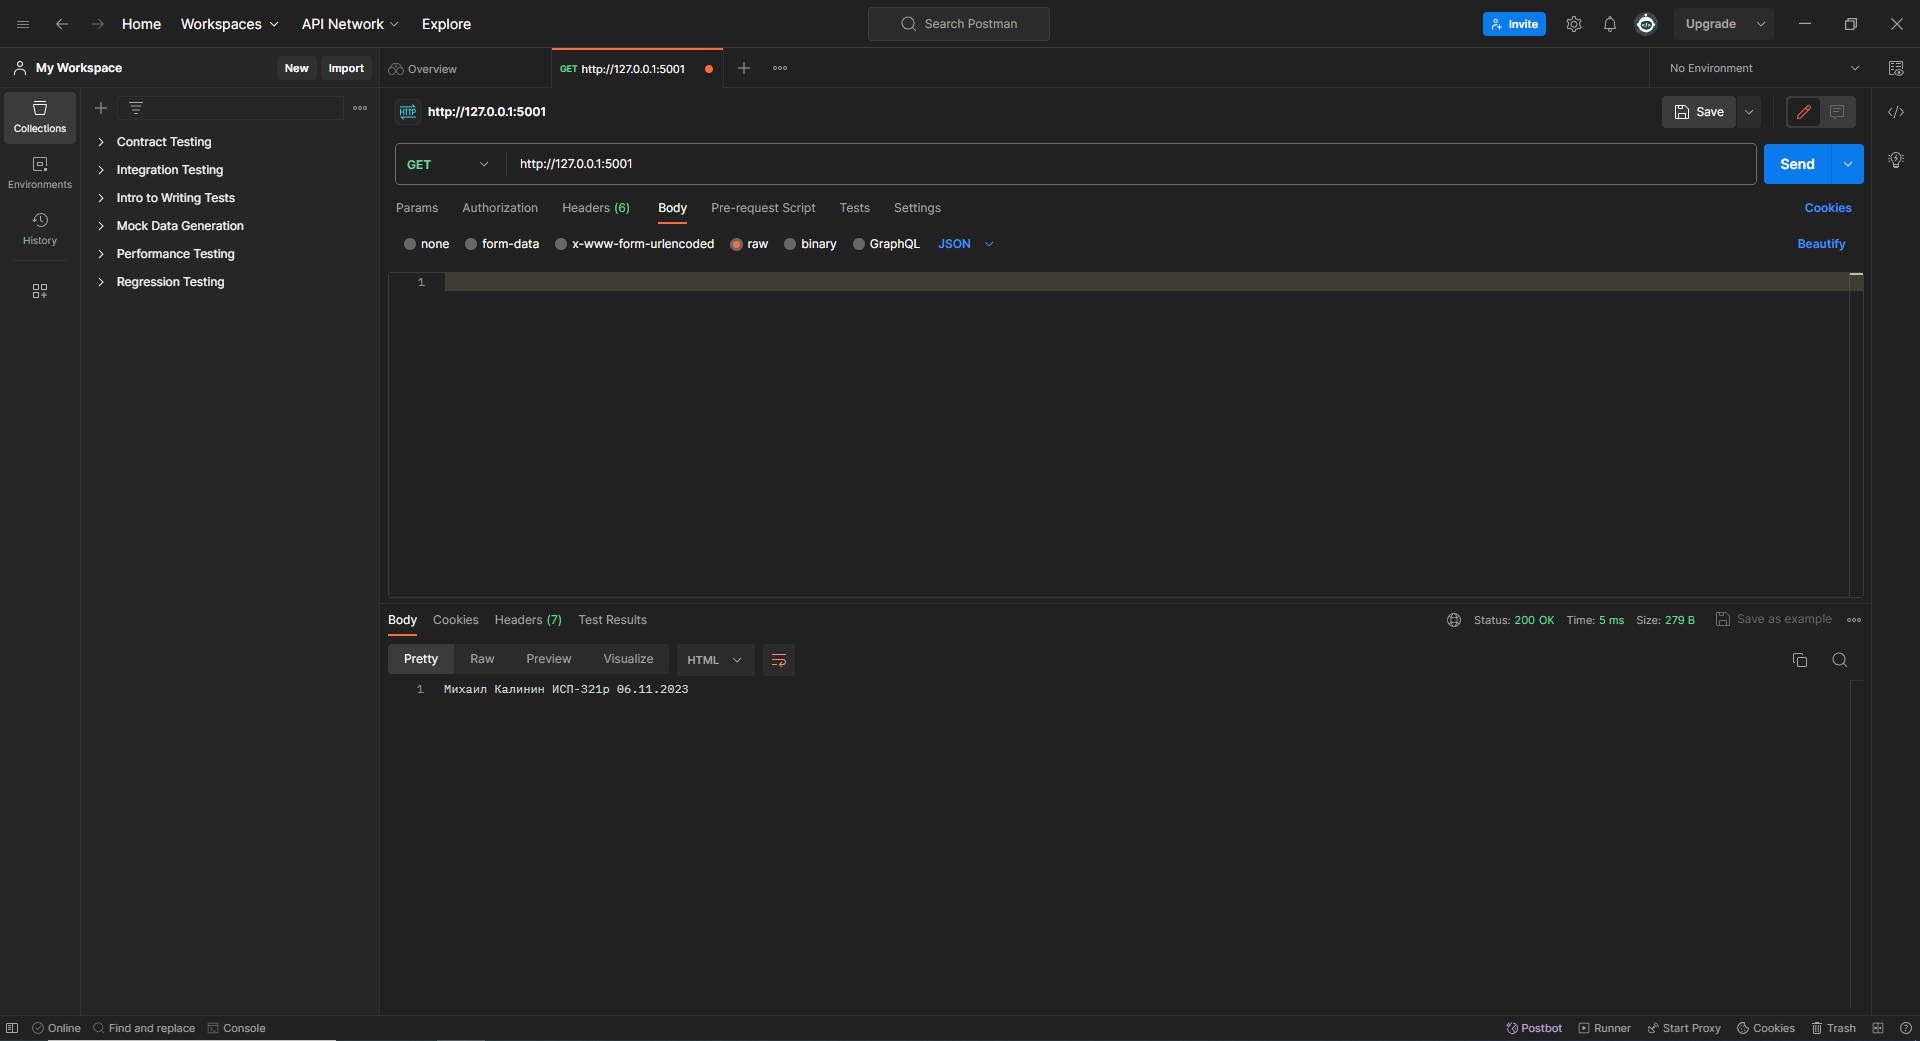 Home Workspaces API Network Explore Search Postman Invite Upgrade
My Workspace New Import Overview GET http://127.0.0.1:5001 No Environment
Collections
Environments
History
Contract Testing
Integration Testing
Intro to Writing Tests
Mock Data Generation
Performance Testing
Regression Testing
HTTP http://127.0.0.1:5001 Save
GET http://127.0.0.1:5001 Send
Params Authorization Headers (6) Body Pre-request Script Tests Settings Cookies
none form-data x-www-form-urlencoded raw binary GraphQL JSON Beautify
1
Body Cookies Headers (7) Test Results Status: 200 OK Time: 5 ms Size: 279 B Save as example
Pretty Raw Preview Visualize HTML
1 Михаил Калинин ИСП-321р 06.11.2023
Online Find and replace Console Postbot Runner Start Proxy Cookies Trash